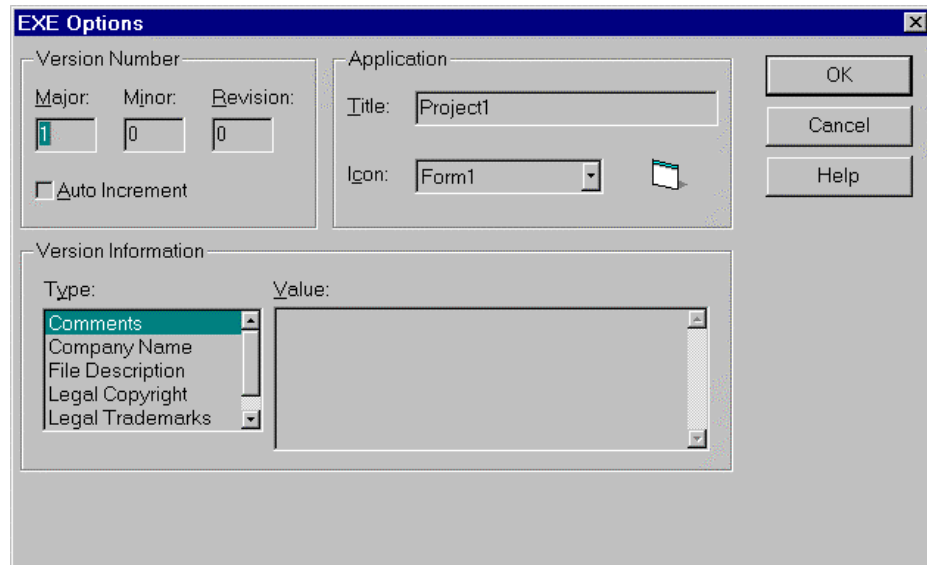 EXE Options
Version Number
Major: Minor: Revision:
1 0 0
Auto Increment
Application
Title: Project1
Icon: Form1
OK
Cancel
Help
Version Information
Type: Value:
Comments
Company Name
File Description
Legal Copyright
Legal Trademarks